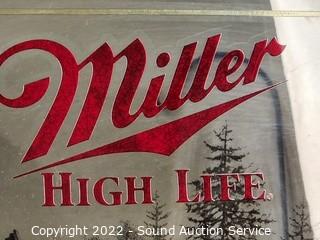 Miller
HIGH LIFE®
Copyright 2022 - Sound Auction Service